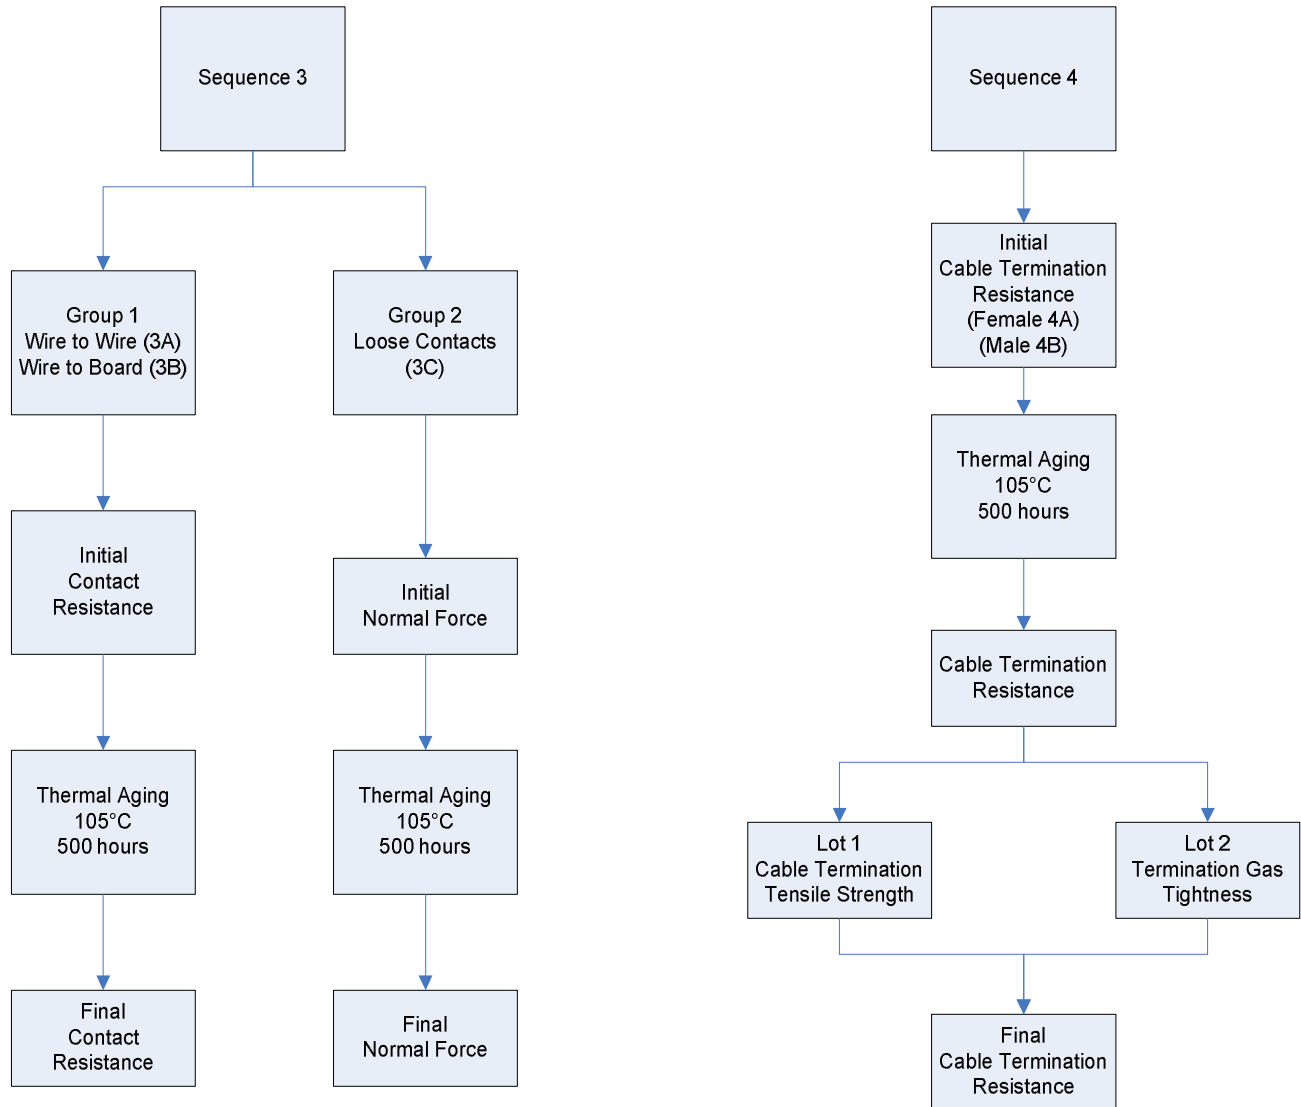 Sequence 3
Group 1
Wire to Wire (3A)
Wire to Board (3B)
Group 2
Loose Contacts
(3C)
Initial
Contact
Resistance
Initial
Normal Force
Thermal Aging
105°C
500 hours
Thermal Aging
105°C
500 hours
Final
Contact
Resistance
Final
Normal Force
Sequence 4
Initial
Cable Termination
Resistance
(Female 4A)
(Male 4B)
Thermal Aging
105°C
500 hours
Cable Termination
Resistance
Lot 1
Cable Termination
Tensile Strength
Lot 2
Termination Gas
Tightness
Final
Cable Termination
Resistance